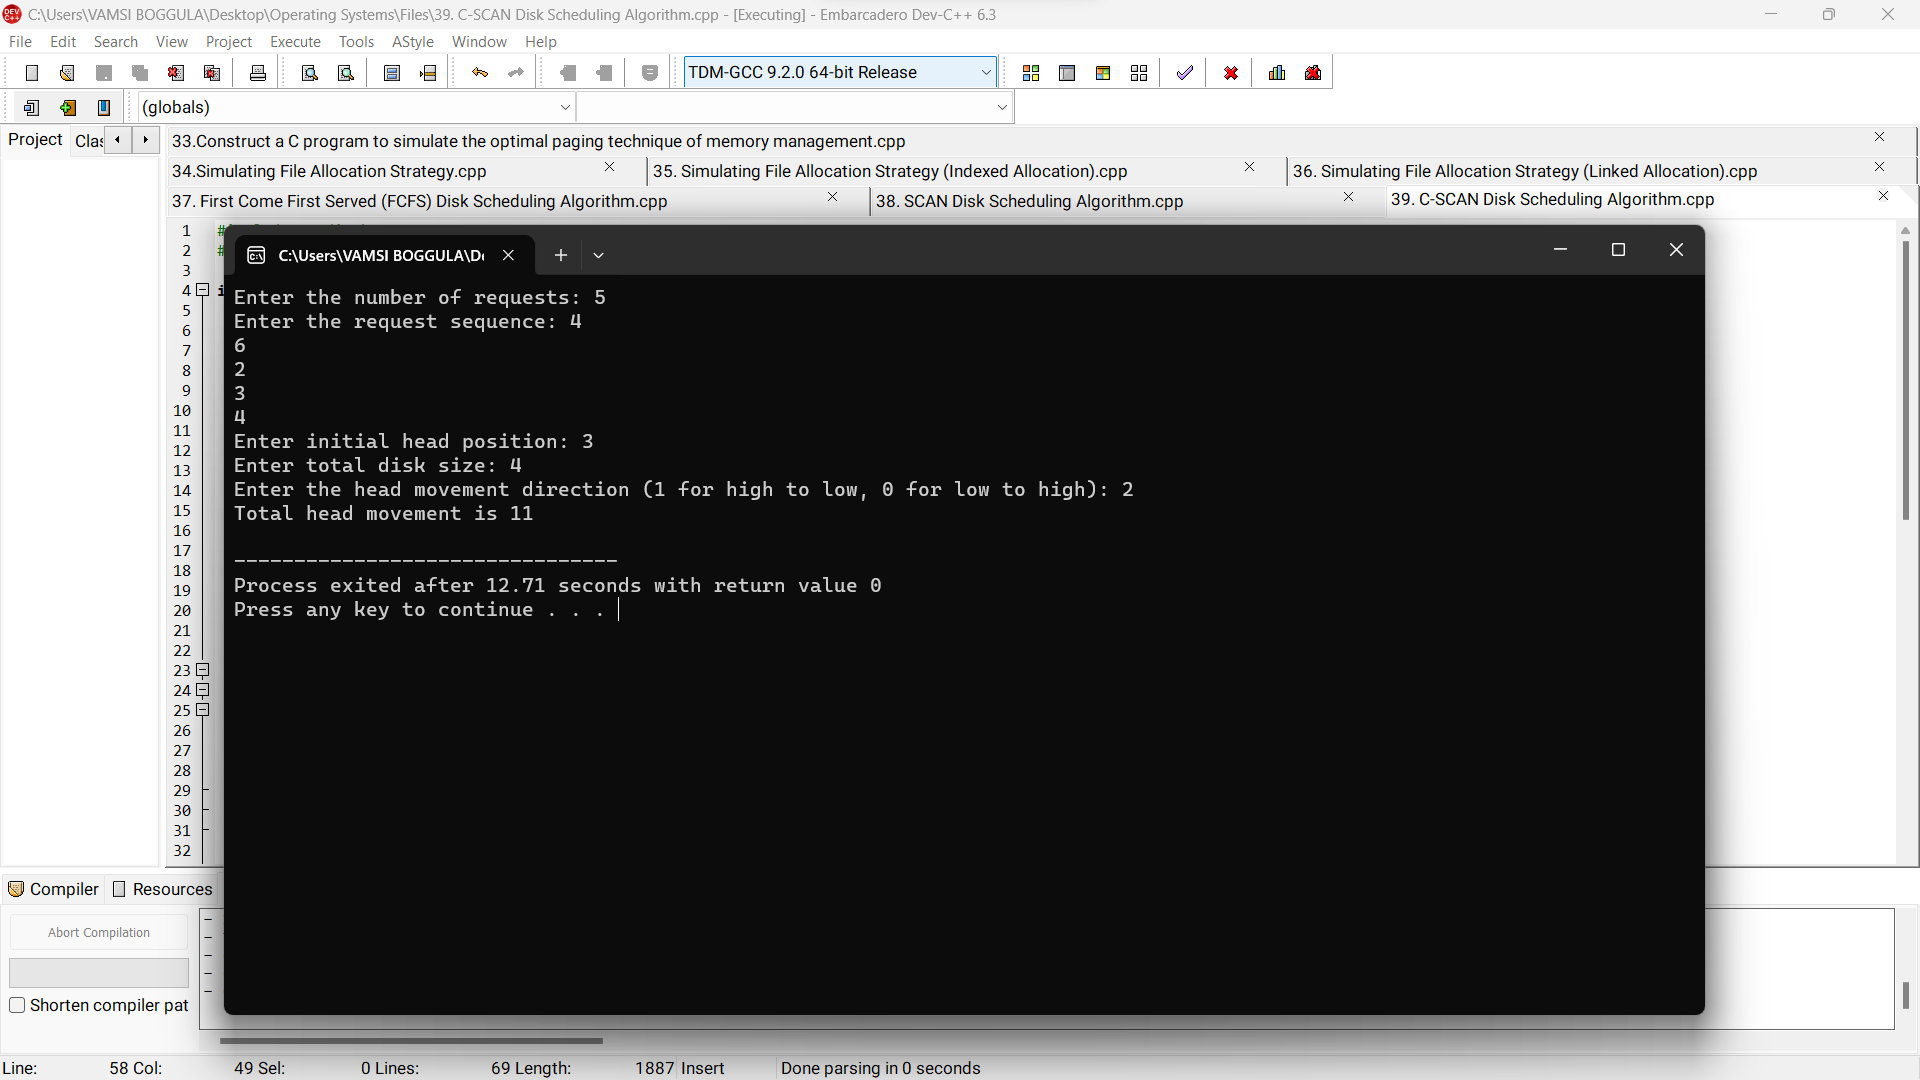 C:\Users\VAMSI BOGGULA\Desktop\Operating Systems\Files\39. C-SCAN Disk Scheduling Algorithm.cpp - [Executing] - Embarcadero Dev-C++ 6.3
File Edit Search View Project Execute Tools AStyle Window Help
TDM-GCC 9.2.0 64-bit Release
(globals)
Project Clas
33.Construct a C program to simulate the optimal paging technique of memory management.cpp
34.Simulating File Allocation Strategy.cpp 35. Simulating File Allocation Strategy (Indexed Allocation).cpp 36. Simulating File Allocation Strategy (Linked Allocation).cpp
37. First Come First Served (FCFS) Disk Scheduling Algorithm.cpp 38. SCAN Disk Scheduling Algorithm.cpp 39. C-SCAN Disk Scheduling Algorithm.cpp
1
2
3
4
5
6
7
8
9
10
11
12
13
14
15
16
17
18
19
20
21
22
23
24
25
26
27
28
29
30
31
32
C:\Users\VAMSI BOGGULA\De
Enter the number of requests: 5
Enter the request sequence: 4
6
2
3
4
Enter initial head position: 3
Enter total disk size: 4
Enter the head movement direction (1 for high to low, 0 for low to high): 2
Total head movement is 11
--------------------------------
Process exited after 12.71 seconds with return value 0
Press any key to continue . . .
Compiler Resources
Abort Compilation
Shorten compiler pat
Line: 58 Col: 49 Sel: 0 Lines: 69 Length: 1887 Insert Done parsing in 0 seconds